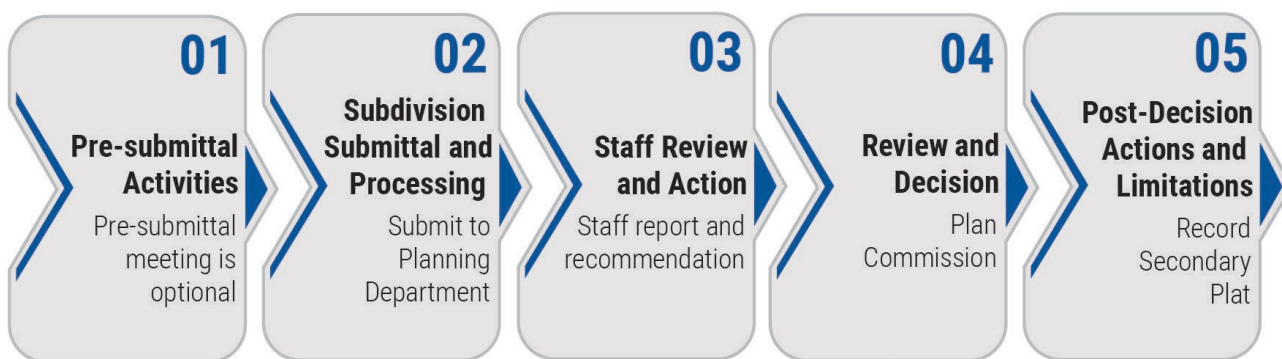 01
Pre-submittal
Activities
Pre-submittal
meeting is
optional
02
Subdivision
Submittal and
Processing
Submit to
Planning
Department
03
Staff Review
and Action
Staff report and
recommendation
04
Review and
Decision
Plan
Commission
05
Post-Decision
Actions and
Limitations
Record
Secondary
Plat